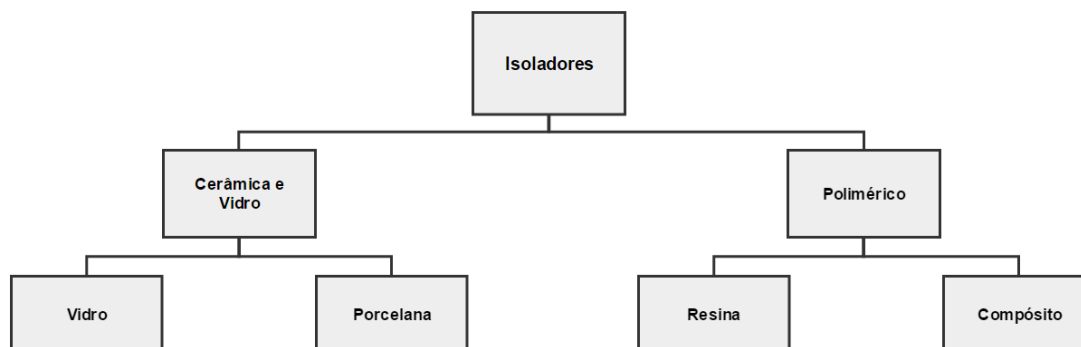 Isoladores
Cerâmica e
Vidro
Polimérico
Vidro
Porcelana
Resina
Compósito